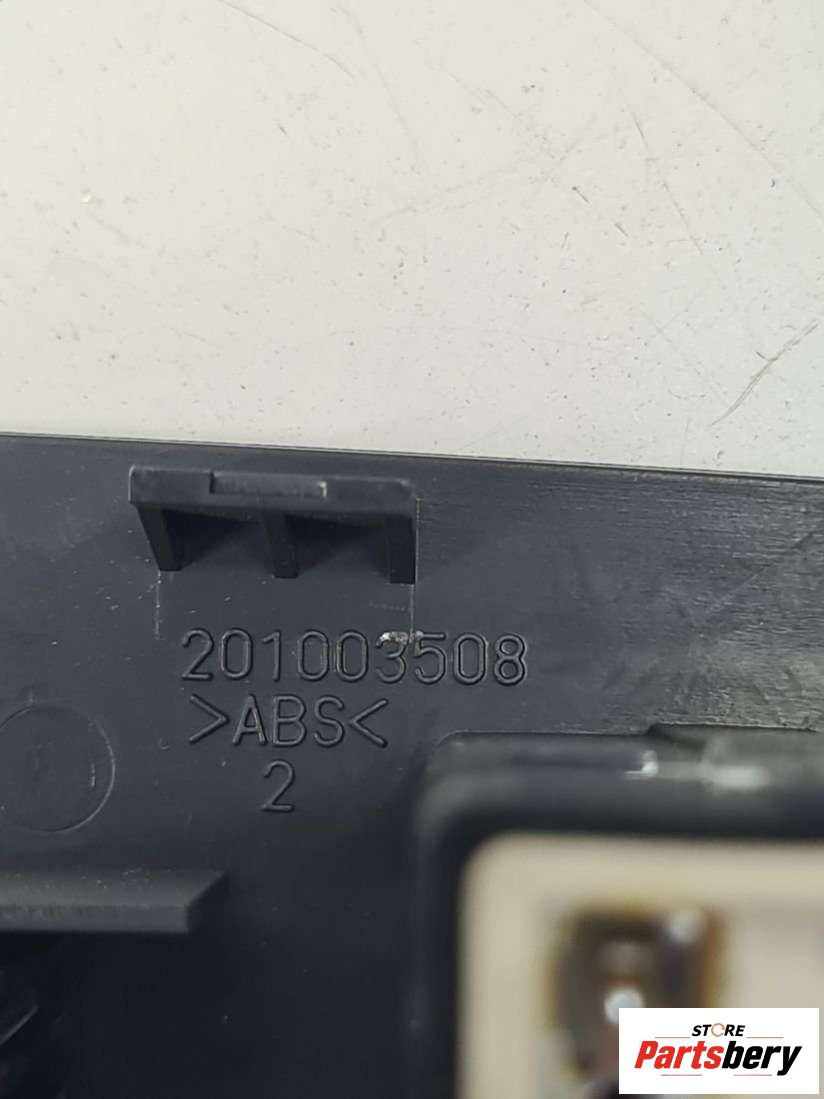 201003508
>ABS<
2
STORE
Partsbery